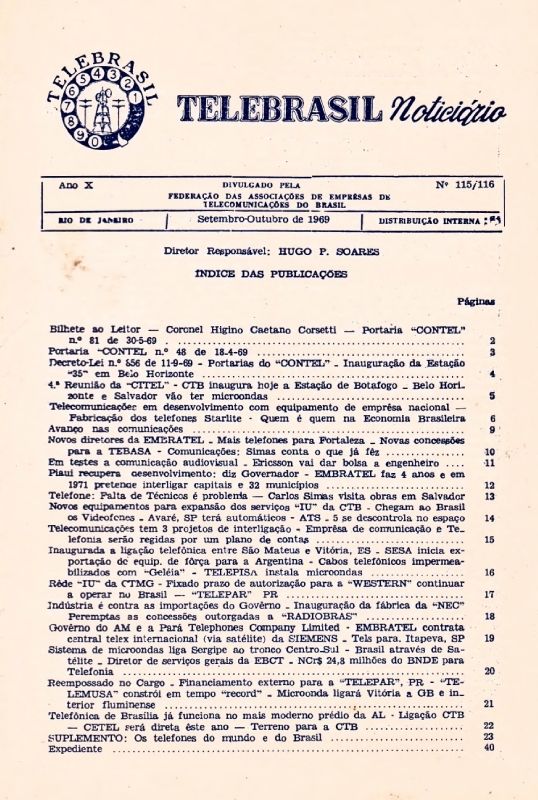 TELEBRASIL
1234567890
TELEBRASIL Noticiário
Ano X
DIVULGADO PELA
FEDERAÇÃO DAS ASSOCIAÇÕES DE EMPRÊSAS DE
TELECOMUNICAÇÕES DO BRASIL
Nº 115/116
RIO DE JANEIRO
Setembro-Outubro de 1969
DISTRIBUIÇÃO INTERNA
Diretor Responsável: HUGO P. SOARES
ÍNDICE DAS PUBLICAÇÕES
Páginas
Bilhete ao Leitor — Coronel Higino Caetano Corsetti — Portaria "CONTEL"
n.º 81 de 30-5-69 . . . . 2
Portaria "CONTEL n.º 48 de 18-4-69 . . . . 3
Decreto-Lei n.º 856 de 11-9-69 - Portarias do "CONTEL" - Inauguração da Estação
"35" em Belo Horizonte . . . . 4
4.ª Reunião da "CITEL" - CTB inaugura hoje a Estação de Botafogo - Belo Hori-
zonte e Salvador vão ter microondas . . . . 5
Telecomunicações em desenvolvimento com equipamento de emprêsa nacional —
Fabricação dos telefones Starlite - Quem é quem na Economia Brasileira 6
Avanço nas comunicações . . . . 9
Novos diretores da EMBRATEL - Mais telefones para Fortaleza - Novas concessões
para a TEBASA - Comunicações: Simas conta o que já fêz . . . . 10
Em testes a comunicação audiovisual - Ericsson vai dar bolsa a engenheiro .... 11
Piauí recupera desenvolvimento: diz Governador - EMBRATEL faz 4 anos e em
1971 pretende interligar capitais e 32 municípios . . . . 12
Telefone: Falta de Técnicos é problema — Carlos Simas visita obras em Salvador 13
Novos equipamentos para expansão dos serviços "IU" da CTB - Chegam ao Brasil
os Videofones - Avaré, SP terá automáticos - ATS - 5 se descontrola no espaço 14
Telecomunicações tem 3 projetos de interligação - Emprêsa de comunicação e Te-
lefonia serão regidas por um plano de contas . . . . 15
Inaugurada a ligação telefônica entre São Mateus e Vitória, ES - SESA inicia ex-
portação de equip. de fôrça para a Argentina - Cabos telefônicos impermea-
bilizados com "Geléia" - TELEPISA instala microondas . . . . 16
Rêde "IU" da CTMG - Fixado prazo de autorização para a "WESTERN" continuar
a operar no Brasil — "TELEPAR" PR . . . . 17
Indústria é contra as importações do Govêrno - Inauguração da fábrica da "NEC"
Peremptas as concessões outorgadas a "RADIOBRAS" . . . . 18
Govêrno do AM e a Pará Telephones Company Limited - EMBRATEL contrata
central telex internacional (via satélite) da SIEMENS - Tels para. Itapeva, SP 19
Sistema de microondas liga Sergipe ao tronco Centro-Sul - Brasil através de Sa-
télite - Diretor de serviços gerais da EBCT - NCr$ 24,8 milhões do BNDE para
Telefonia . . . . 20
Reempossado no Cargo - Financiamento externo para a "TELEPAR", PR - "TE-
LEMUSA" constrói em tempo "record" - Microonda ligará Vitória a GB e in-
terior fluminense . . . . 21
Telefônica de Brasília já funciona no mais moderno prédio da AL - Ligação CTB
— CETEL será direta êste ano — Terreno para a CTB . . . . 22
SUPLEMENTO: Os telefones do mundo e do Brasil . . . . 23
Expediente . . . . 40